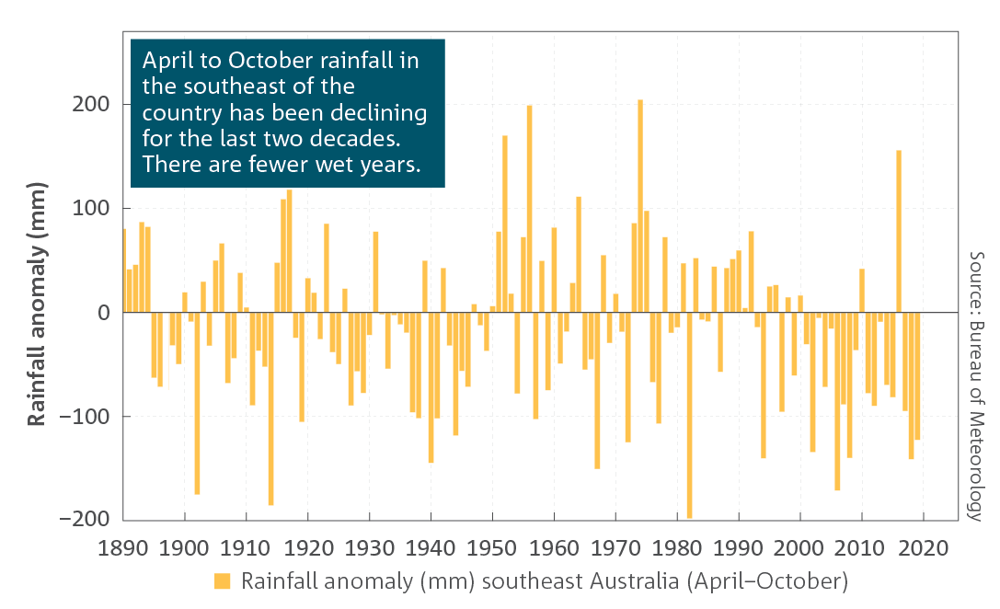 April to October rainfall in
the southeast of the
country has been declining
for the last two decades.
There are fewer wet years.
Rainfall anomaly (mm)
200
100
0
−100
−200
1890 1900 1910 1920 1930 1940 1950 1960 1970 1980 1990 2000 2010 2020
Rainfall anomaly (mm) southeast Australia (April–October)
Source: Bureau of Meteorology